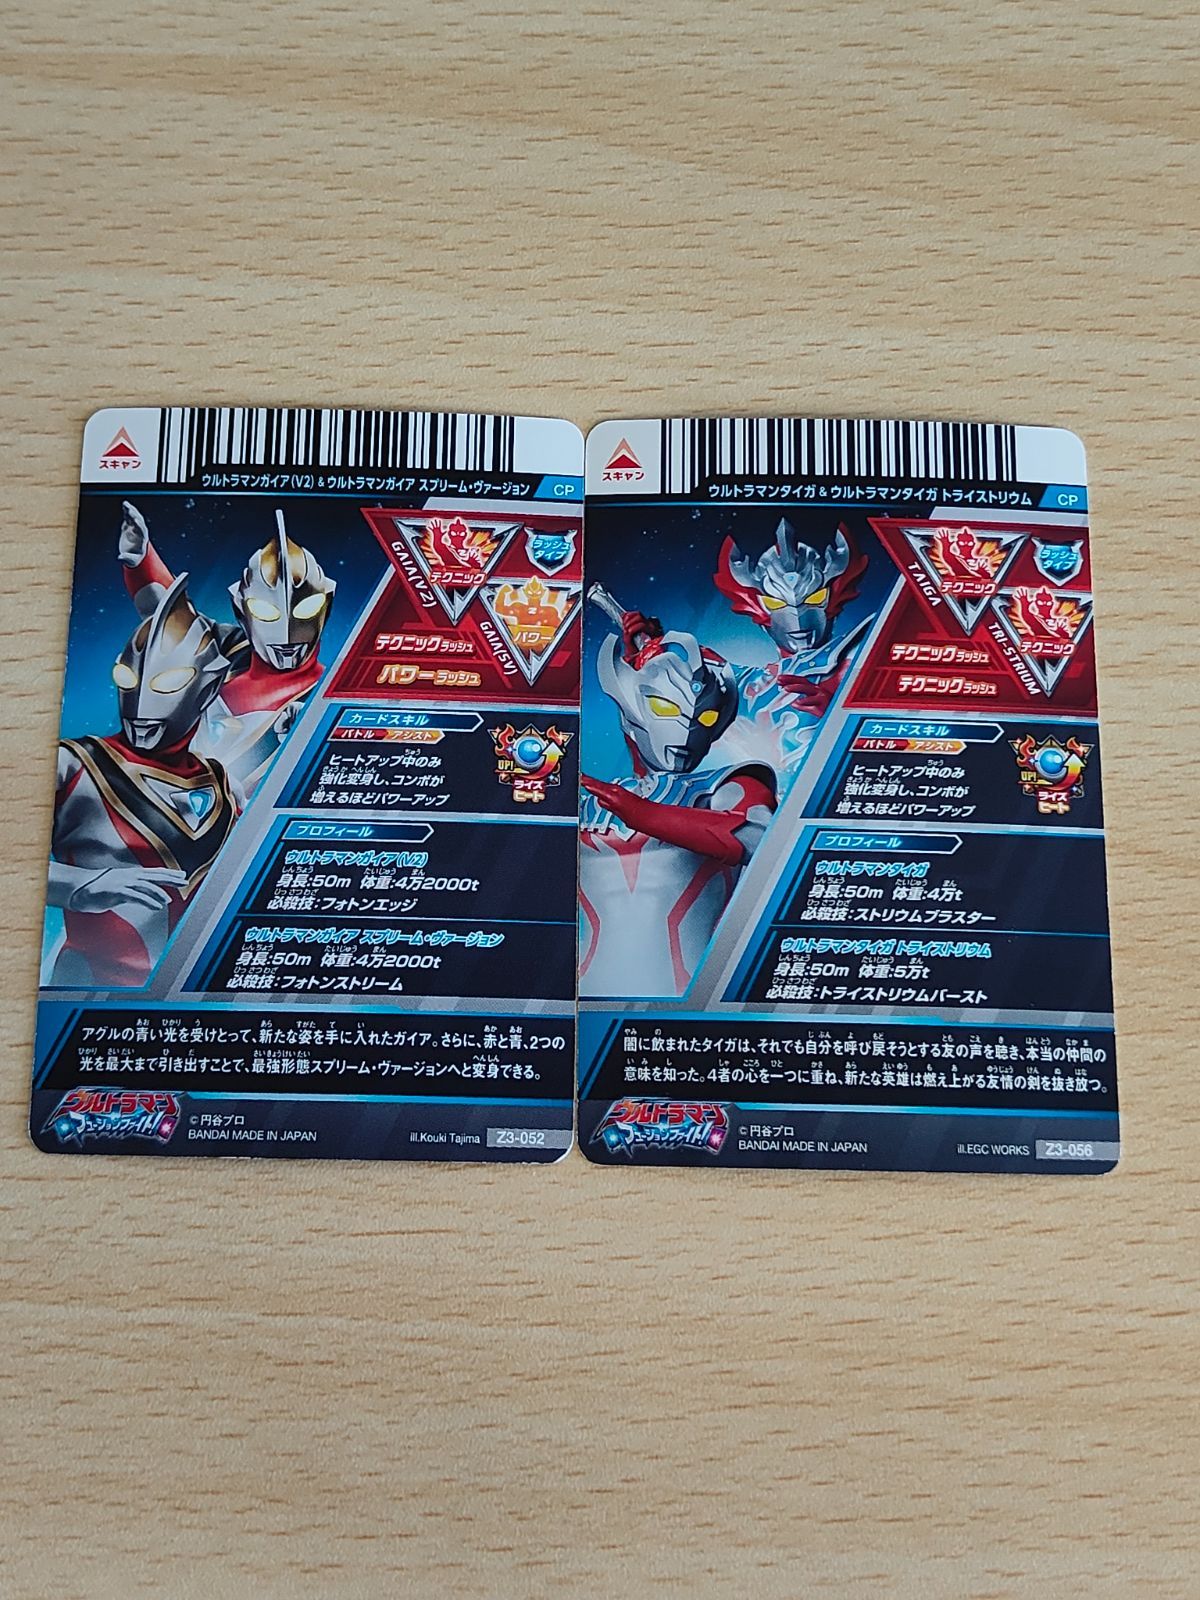 スキャン
ウルトラマンガイア(V2) & ウルトラマンガイア スプリーム・ヴァージョン CP
GAIA(V2)
テクニック
ラッシュ
タイプ
GAIA(SV)
パワー
テクニックラッシュ
パワーラッシュ
カードスキル
バトル アシスト
ヒートアップ中のみ
強化変身し、コンボが
増えるほどパワーアップ
UP!
ライズ
ヒート
プロフィール
ウルトラマンガイア(V2)
身長:50m 体重:4万2000t
必殺技:フォトンエッジ
ウルトラマンガイア スプリーム・ヴァージョン
身長:50m 体重:4万2000t
必殺技:フォトンストリーム
アグルの青い光を受けとって、新たな姿を手に入れたガイア。さらに、赤と青、2つの
光を最大まで引き出すことで、最強形態スプリーム・ヴァージョンへと変身できる。
ウルトラマン
フュージョンファイト!
©円谷プロ
BANDAI MADE IN JAPAN
ill.Kouki Tajima Z3-052
スキャン
ウルトラマンタイガ & ウルトラマンタイガ トライストリウム CP
TAIGA
テクニック
ラッシュ
タイプ
TRI-STRIUM
テクニック
テクニックラッシュ
テクニックラッシュ
カードスキル
バトル アシスト
ヒートアップ中のみ
強化変身し、コンボが
増えるほどパワーアップ
UP!
ライズ
ヒート
プロフィール
ウルトラマンタイガ
身長:50m 体重:4万t
必殺技:ストリウムブラスター
ウルトラマンタイガ トライストリウム
身長:50m 体重:5万t
必殺技:トライストリウムバースト
闇に飲まれたタイガは、それでも自分を呼び戻そうとする友の声を聴き、本当の仲間の
意味を知った。4者の心を一つに重ね、新たな英雄は燃え上がる友情の剣を抜き放つ。
ウルトラマン
フュージョンファイト!
©円谷プロ
BANDAI MADE IN JAPAN
ill.EGC WORKS Z3-056